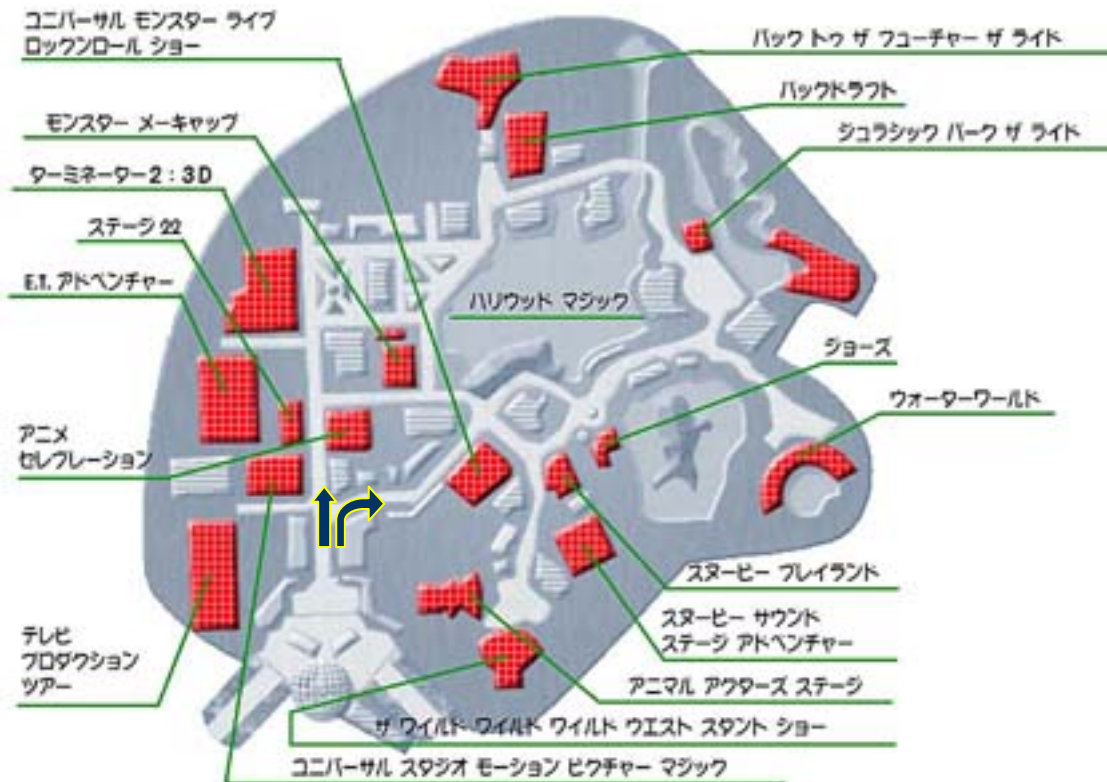 ユニバーサル モンスター ライブ
ロックンロール ショー
バック トゥ ザ フューチャー ザ ライド
バックドラフト
モンスター メーキャップ
ジュラシック パーク ザ ライド
ターミネーター2：3D
ステージ 22
E.T. アドベンチャー
ハリウッド マジック
ジョーズ
ウォーターワールド
アニメ
セレブレーション
スヌーピー プレイランド
スヌーピー サウンド
ステージ アドベンチャー
テレビ
プロダクション
ツアー
アニマル アクターズ ステージ
ザ ワイルド ワイルド ワイルド ウエスト スタント ショー
ユニバーサル スタジオ モーション ピクチャー マジック